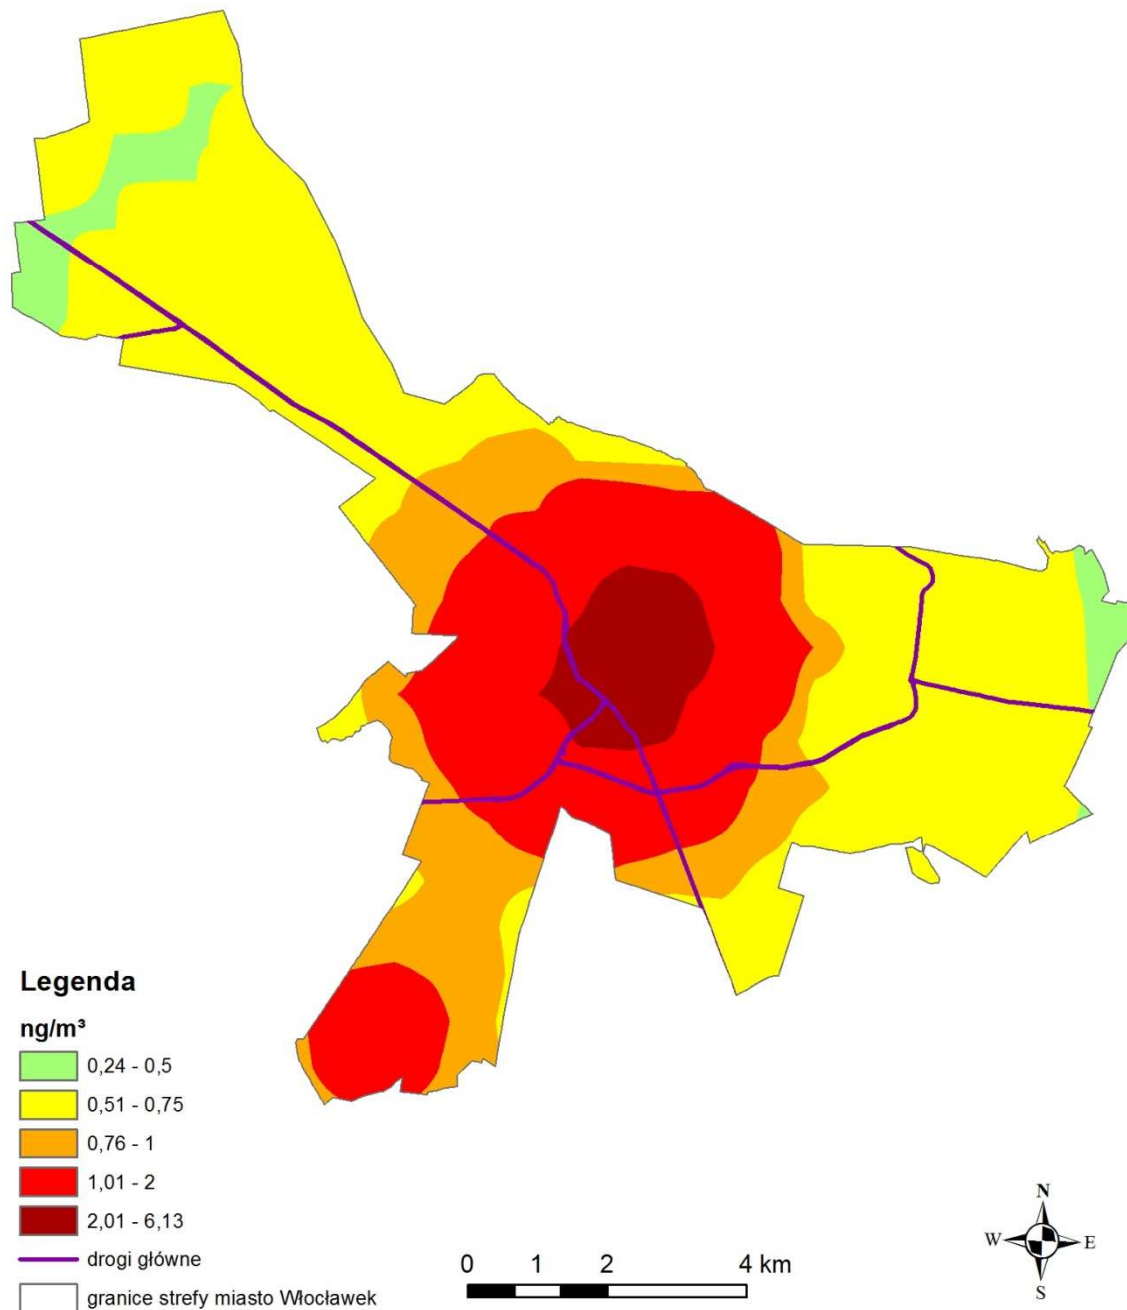 Legenda
ng/m³
0,24 - 0,5
0,51 - 0,75
0,76 - 1
1,01 - 2
2,01 - 6,13
drogi główne
granice strefy miasto Włocławek
0 1 2 4 km
N
W E
S